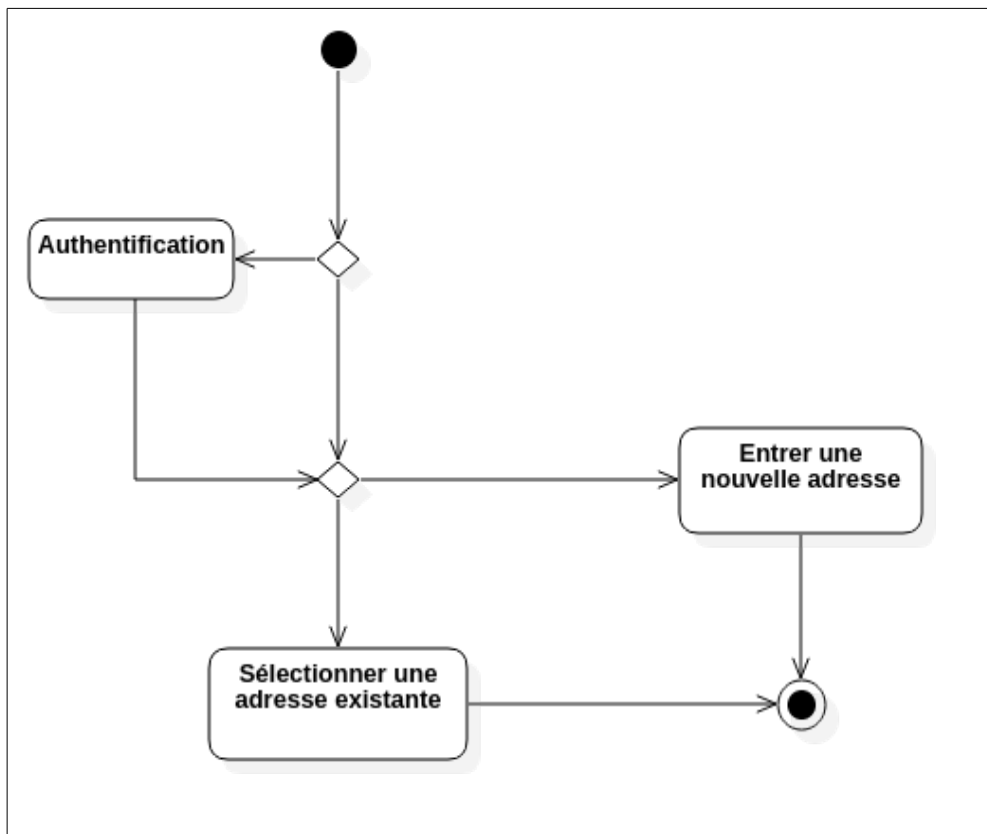 Authentification
Entrer une
nouvelle adresse
Sélectionner une
adresse existante